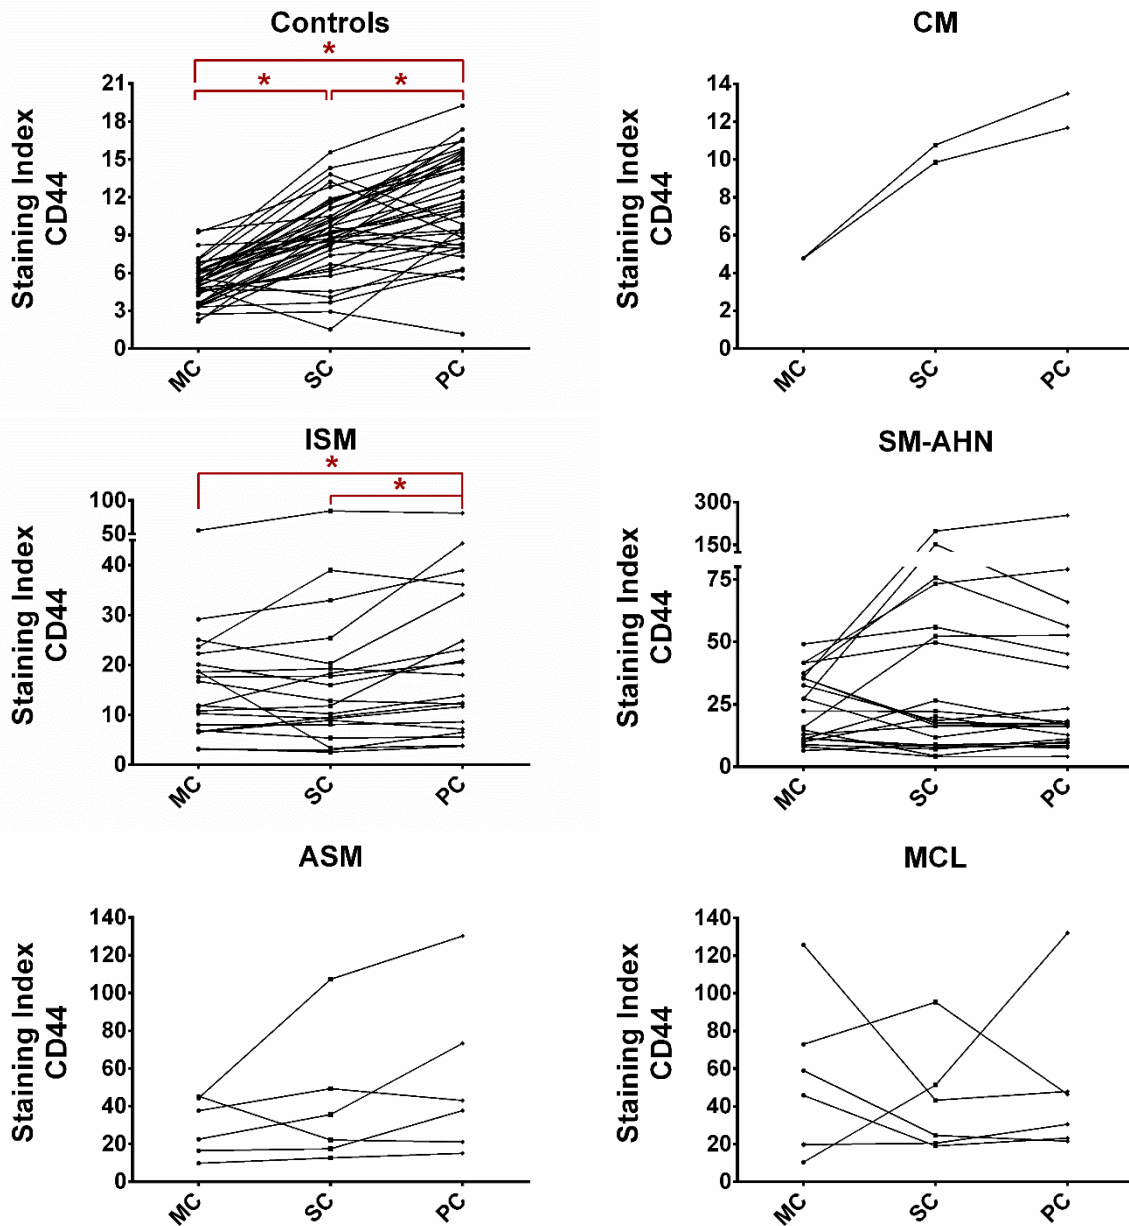 Controls
*
*
*
Staining Index
CD44
21
18
15
12
9
6
3
0
MC
SC
PC
CM
Staining Index
CD44
14
12
10
8
6
4
2
0
MC
SC
PC
ISM
*
*
Staining Index
CD44
100
50
40
30
20
10
0
MC
SC
PC
SM-AHN
Staining Index
CD44
300
150
75
50
25
0
MC
SC
PC
ASM
Staining Index
CD44
140
120
100
80
60
40
20
0
MC
SC
PC
MCL
Staining Index
CD44
140
120
100
80
60
40
20
0
MC
SC
PC